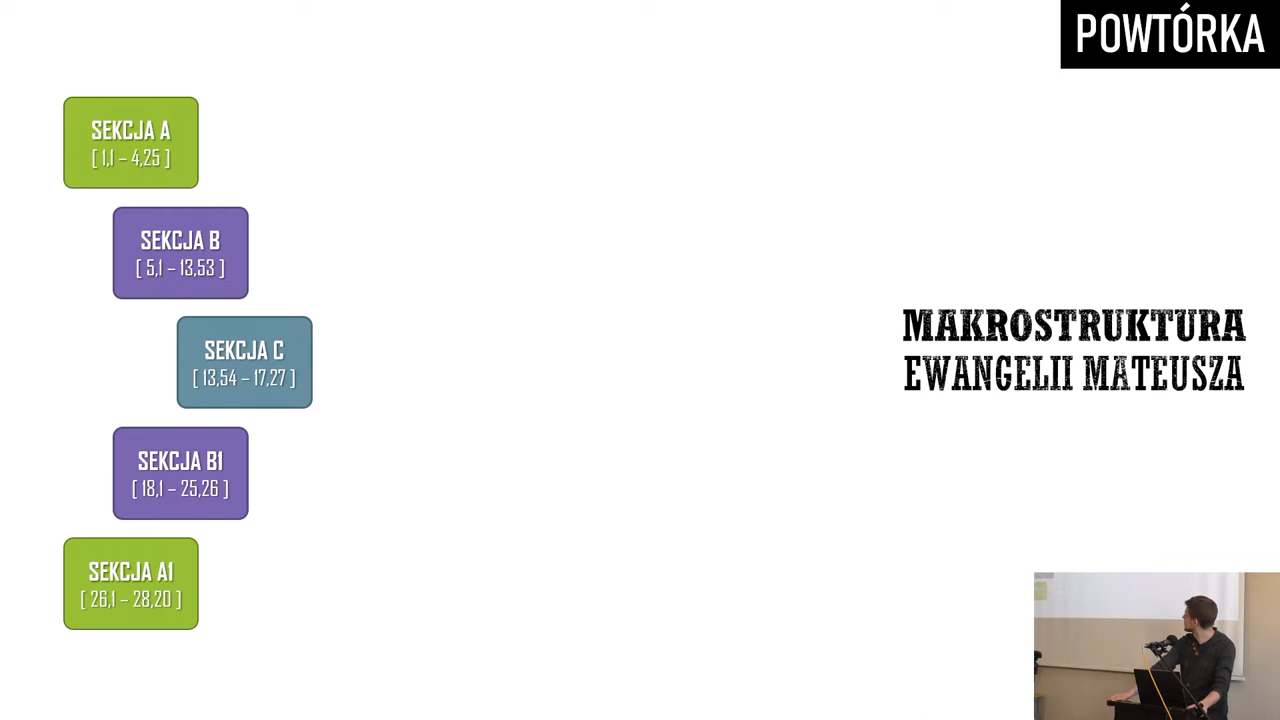 POWTÓRKA
SEKCJA A
[ 1,1 – 4,25 ]
SEKCJA B
[ 5,1 – 13,53 ]
SEKCJA C
[ 13,54 – 17,27 ]
SEKCJA B1
[ 18,1 – 25,26 ]
SEKCJA A1
[ 26,1 – 28,20 ]
MAKROSTRUKTURA
EWANGELII MATEUSZA